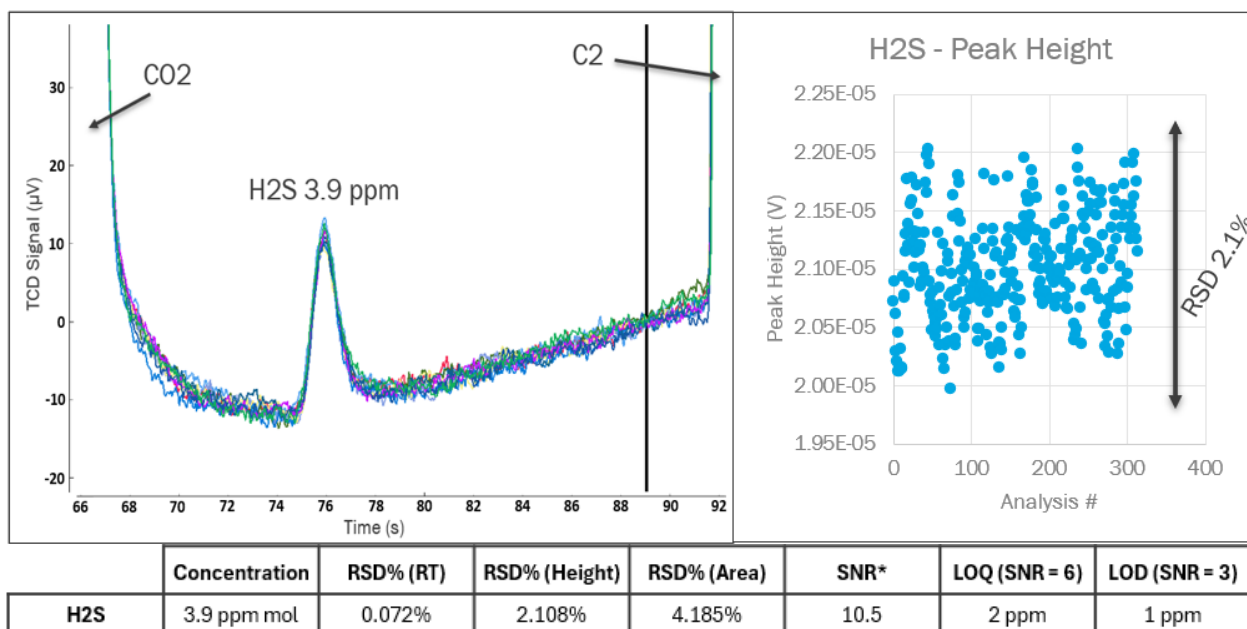 CO2
H2S 3.9 ppm
C2
TCD Signal (µV)
30
20
10
0
-10
-20
66 70 72 74 76 78 80 82 84 86 88 90 92
Time (s)
H2S - Peak Height
Peak Height (V)
2.25E-05
2.20E-05
2.15E-05
2.10E-05
2.05E-05
2.00E-05
1.95E-05
0 100 200 300 400
Analysis #
RSD 2.1%
Concentration RSD% (RT) RSD% (Height) RSD% (Area) SNR* LOQ (SNR = 6) LOD (SNR = 3)
H2S 3.9 ppm mol 0.072% 2.108% 4.185% 10.5 2 ppm 1 ppm